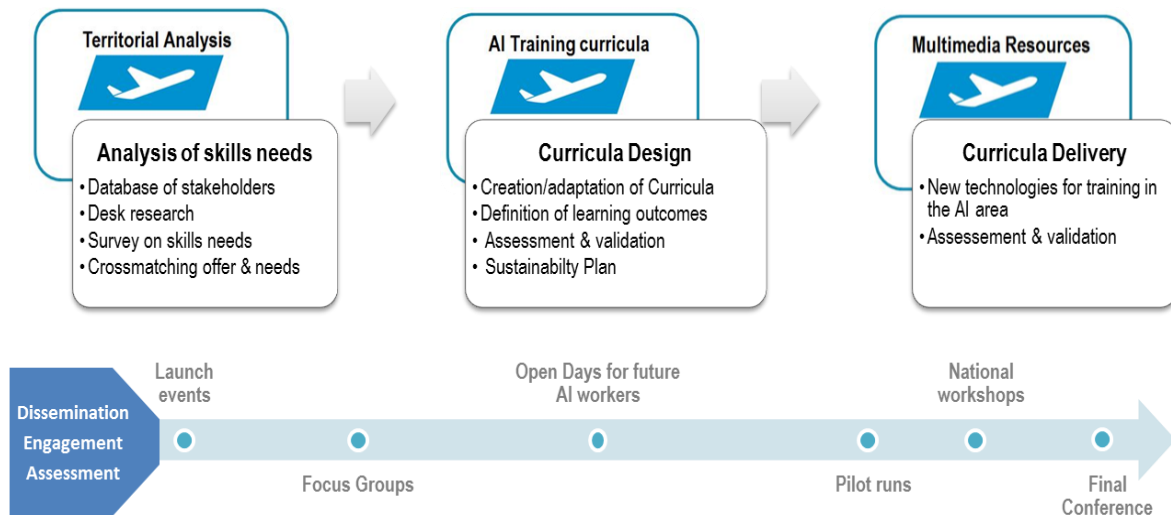 Territorial Analysis
Analysis of skills needs
• Database of stakeholders
• Desk research
• Survey on skills needs
• Crossmatching offer & needs
AI Training curricula
Curricula Design
• Creation/adaptation of Curricula
• Definition of learning outcomes
• Assessment & validation
• Sustainabilty Plan
Multimedia Resources
Curricula Delivery
• New technologies for training in
the AI area
• Assessement & validation
Dissemination
Engagement
Assessment
Launch
events
Focus Groups
Open Days for future
AI workers
Pilot runs
National
workshops
Final
Conference